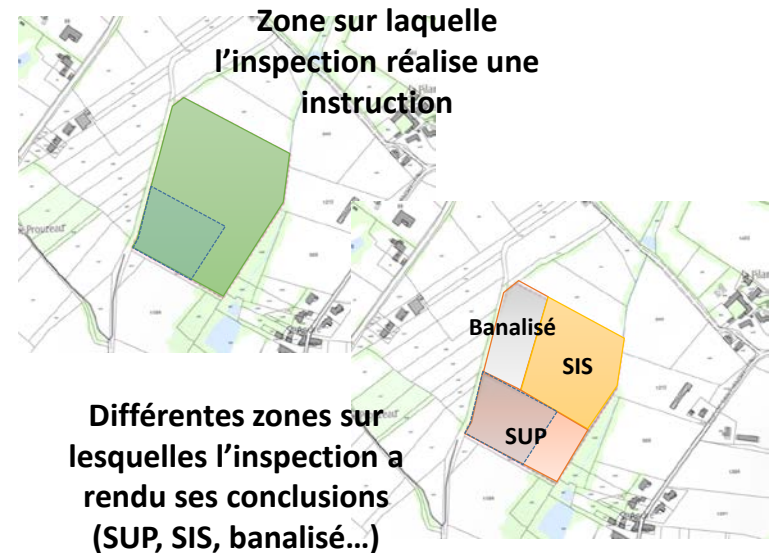 Zone sur laquelle
l’inspection réalise une
instruction
Banalisé
SIS
SUP
Différentes zones sur
lesquelles l’inspection a
rendu ses conclusions
(SUP, SIS, banalisé…)